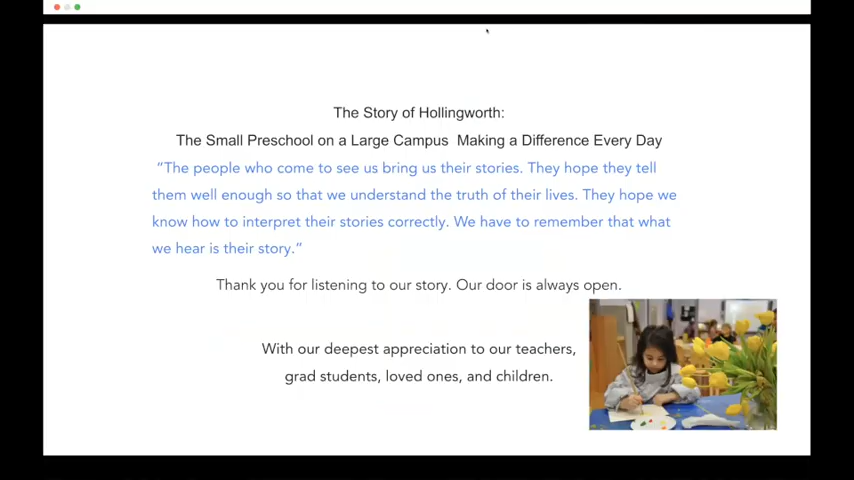 The Story of Hollingworth:
The Small Preschool on a Large Campus  Making a Difference Every Day
“The people who come to see us bring us their stories. They hope they tell
them well enough so that we understand the truth of their lives. They hope we
know how to interpret their stories correctly. We have to remember that what
we hear is their story.”
Thank you for listening to our story. Our door is always open.
With our deepest appreciation to our teachers,
grad students, loved ones, and children.